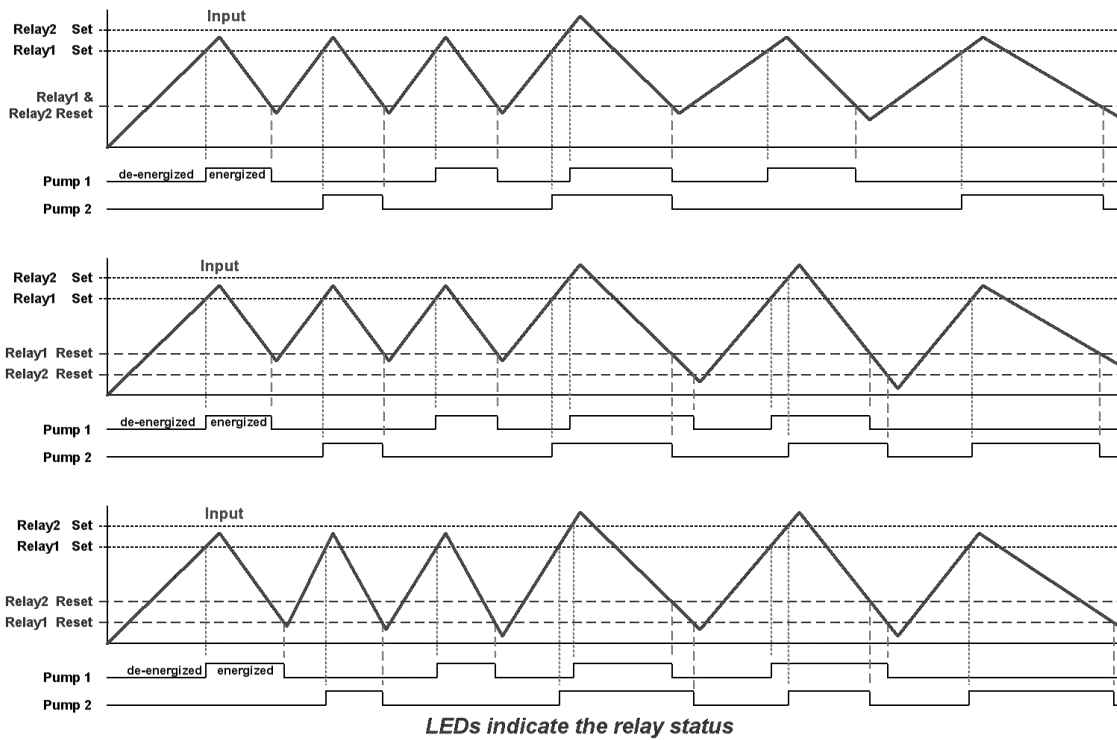 Input
Relay2 Set
Relay1 Set
Relay1 &
Relay2 Reset
de-energized energized
Pump 1
Pump 2
Input
Relay2 Set
Relay1 Set
Relay1 Reset
Relay2 Reset
de-energized energized
Pump 1
Pump 2
Input
Relay2 Set
Relay1 Set
Relay2 Reset
Relay1 Reset
de-energized energized
Pump 1
Pump 2
LEDs indicate the relay status